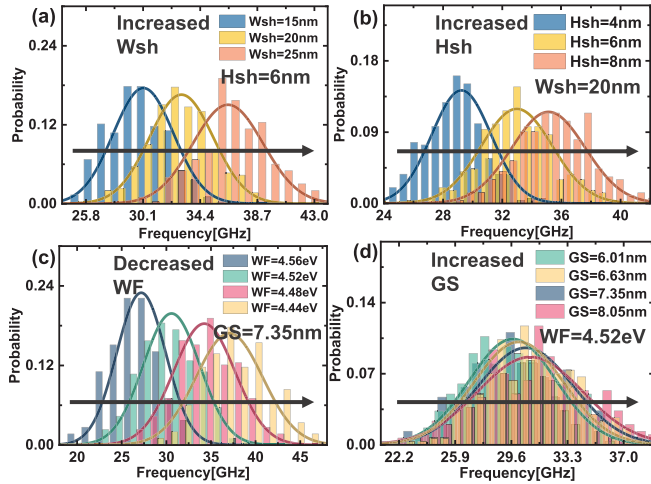 (a)
Increased
Wsh
Wsh=15nm
Wsh=20nm
Wsh=25nm
Hsh=6nm
Probability
0.24
0.12
0.00
25.8 30.1 34.4 38.7 43.0
Frequency[GHz]
(b)
Increased
Hsh
Hsh=4nm
Hsh=6nm
Hsh=8nm
Wsh=20nm
Probability
0.18
0.09
0.00
24 28 32 36 40
Frequency[GHz]
(c)
Decreased
WF
WF=4.56eV
WF=4.52eV
WF=4.48eV
WF=4.44eV
GS=7.35nm
Probability
0.24
0.12
0.00
20 25 30 35 40 45
Frequency[GHz]
(d)
Increased
GS
GS=6.01nm
GS=6.63nm
GS=7.35nm
GS=8.05nm
WF=4.52eV
Probability
0.14
0.07
0.00
22.2 25.9 29.6 33.3 37.0
Frequency[GHz]